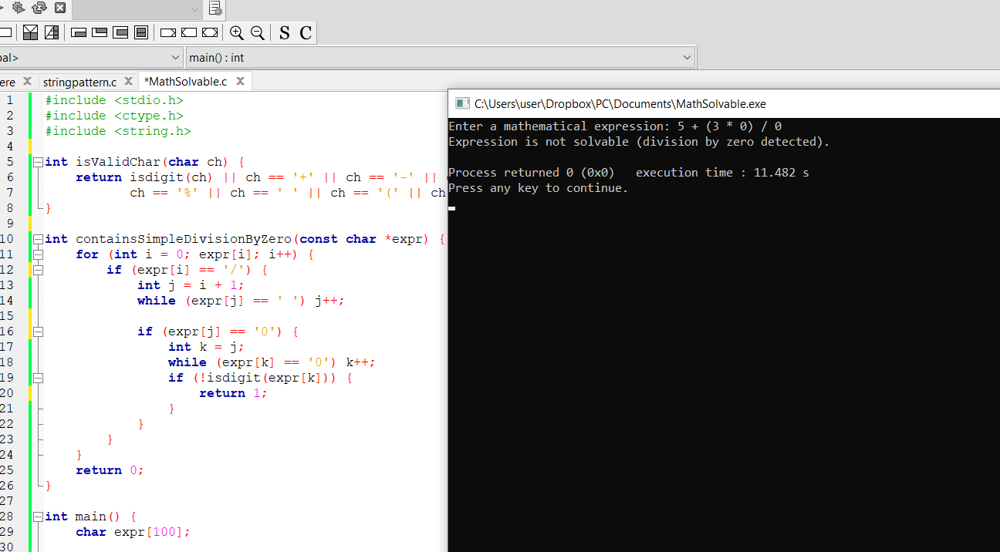 S C
bal>
main() : int
ere
stringpattern.c
*MathSolvable.c
1 #include <stdio.h>
2 #include <ctype.h>
3 #include <string.h>
4
5 int isValidChar(char ch) {
6 return isdigit(ch) || ch == '+' || ch == '-' ||
7 ch == '%' || ch == ' ' || ch == '(' || ch
8 }
9
10 int containsSimpleDivisionByZero(const char *expr) {
11 for (int i = 0; expr[i]; i++) {
12 if (expr[i] == '/') {
13 int j = i + 1;
14 while (expr[j] == ' ') j++;
15
16 if (expr[j] == '0') {
17 int k = j;
18 while (expr[k] == '0') k++;
19 if (!isdigit(expr[k])) {
20 return 1;
21 }
22 }
23 }
24 }
25 return 0;
26 }
27
28 int main() {
29 char expr[100];
30
C:\Users\user\Dropbox\PC\Documents\MathSolvable.exe
Enter a mathematical expression: 5 + (3 * 0) / 0
Expression is not solvable (division by zero detected).
Process returned 0 (0x0)   execution time : 11.482 s
Press any key to continue.